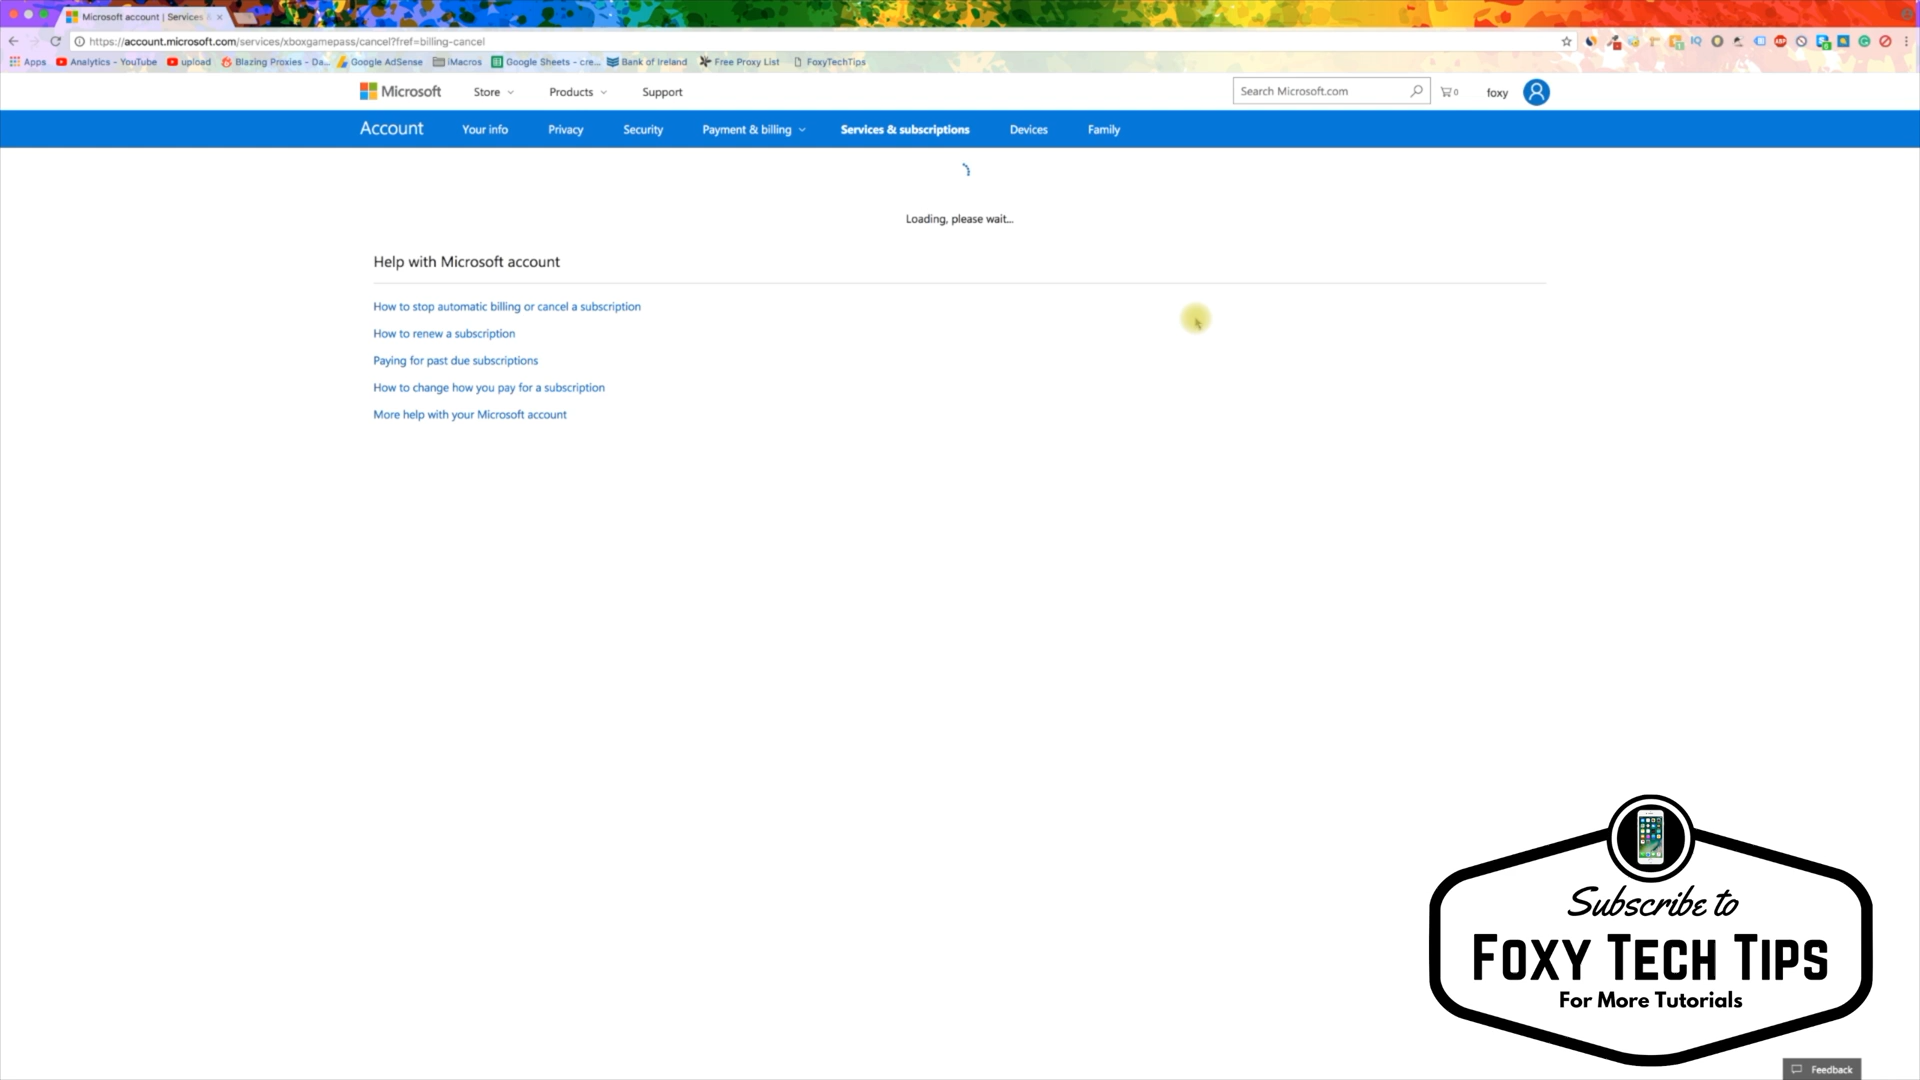 Microsoft account | Services &
https://account.microsoft.com/services/xboxgamepass/cancel?fref=billing-cancel
Apps Analytics - YouTube upload Blazing Proxies - Da... Google AdSense iMacros Google Sheets - cre... Bank of Ireland Free Proxy List FoxyTechTips
Microsoft Store Products Support Search Microsoft.com 0 foxy
Account Your info Privacy Security Payment & billing Services & subscriptions Devices Family
Loading, please wait...
Help with Microsoft account
How to stop automatic billing or cancel a subscription
How to renew a subscription
Paying for past due subscriptions
How to change how you pay for a subscription
More help with your Microsoft account
Subscribe to
Foxy Tech Tips
For More Tutorials
Feedback